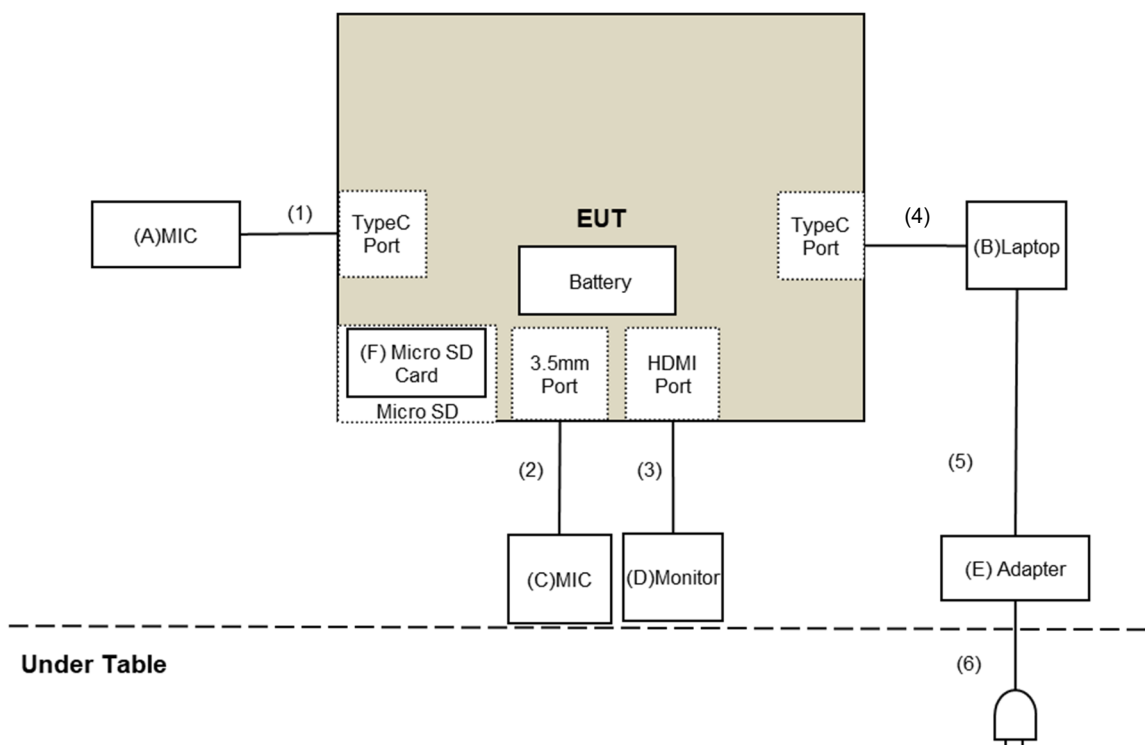 EUT
Battery
(A)MIC
(1)
TypeC
Port
TypeC
Port
(4)
(B)Laptop
(F) Micro SD
Card
Micro SD
3.5mm
Port
HDMI
Port
(2)
(3)
(5)
(C)MIC
(D)Monitor
(E) Adapter
Under Table
(6)